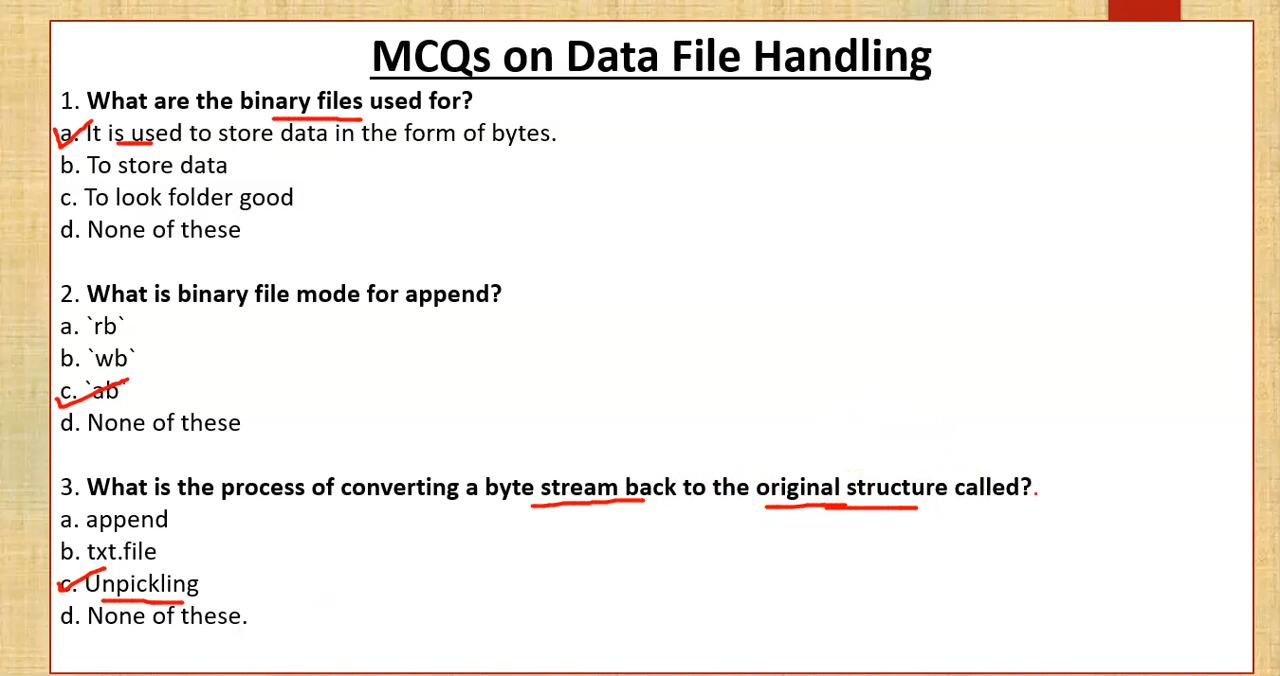 MCQs on Data File Handling
1. What are the binary files used for?
a. It is used to store data in the form of bytes.
b. To store data
c. To look folder good
d. None of these
2. What is binary file mode for append?
a. `rb`
b. `wb`
c. `ab`
d. None of these
3. What is the process of converting a byte stream back to the original structure called?.
a. append
b. txt.file
c. Unpickling
d. None of these.